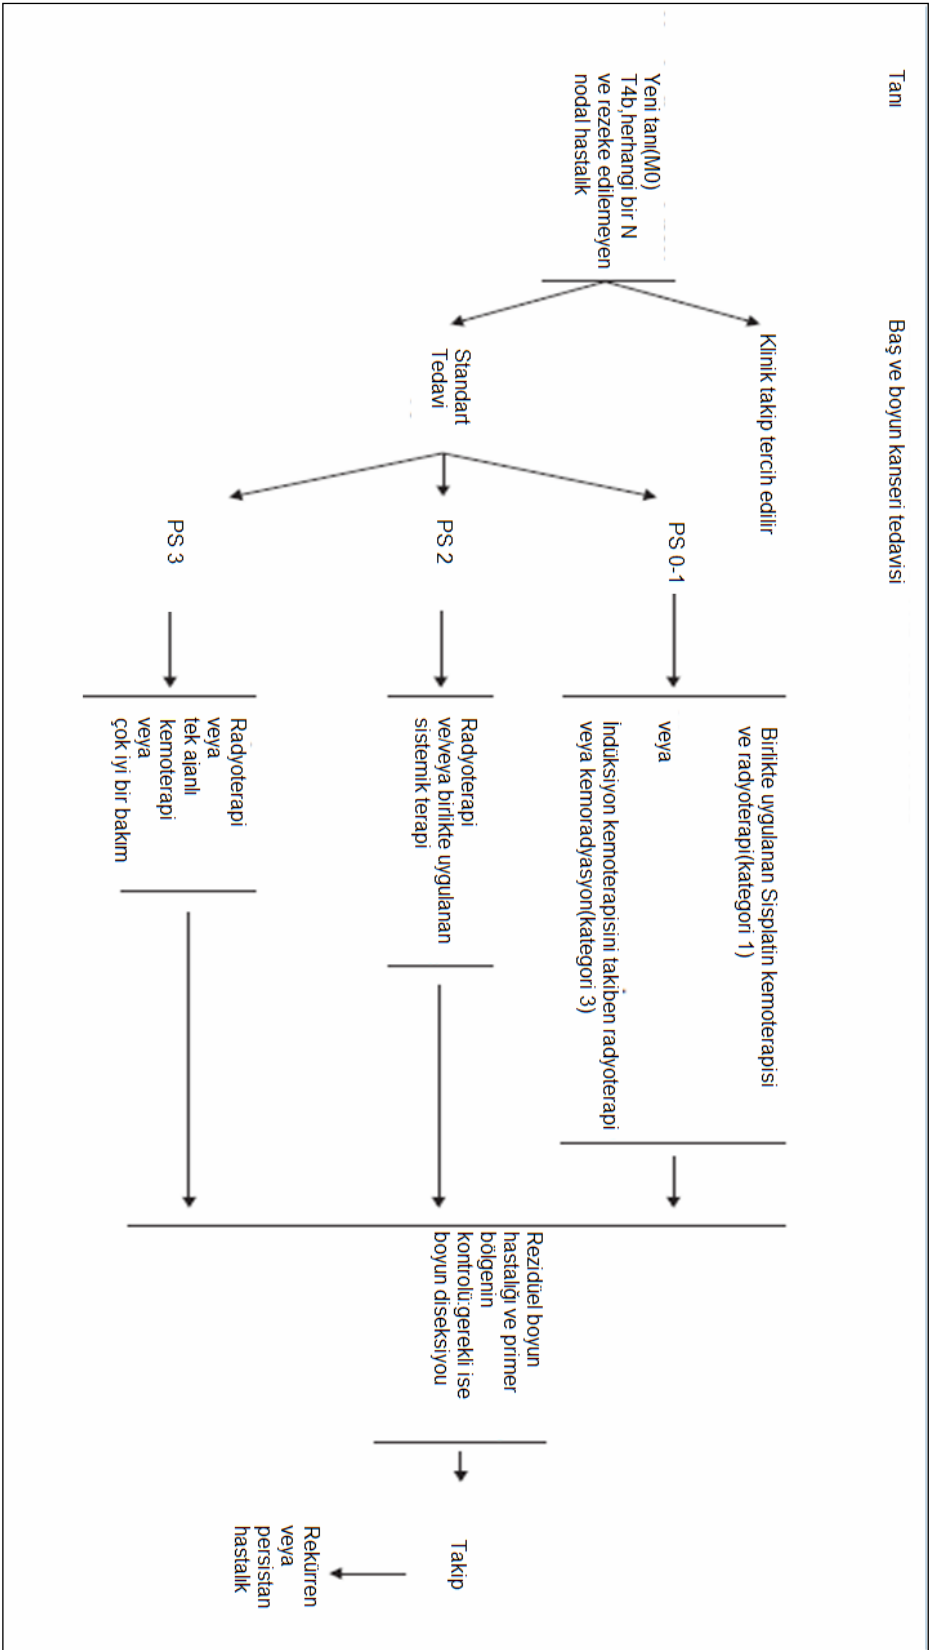 Tanı
Baş ve boyun kanseri tedavisi
Yeni tanı(M0)
T4b,herhangi bir N
ve rezeke edilemeyen
nodal hastalık
Klinik takip tercih edilir
Standart
Tedavi
PS 0-1
Birlikte uygulanan Sisplatin kemoterapisi
ve radyoterapi(kategori 1)
veya
İndüksiyon kemoterapisini takiben radyoterapi
veya kemoradyasyon(kategori 3)
PS 2
Radyoterapi
ve/veya birlikte uygulanan
sistemik terapi
PS 3
Radyoterapi
veya
tek ajanlı
kemoterapi
veya
çok iyi bir bakım
Rezidüel boyun
hastalığı ve primer
bölgenin
kontrolü:gerekli ise
boyun diseksiyou
Takip
Rekürren
veya
persistan
hastalık